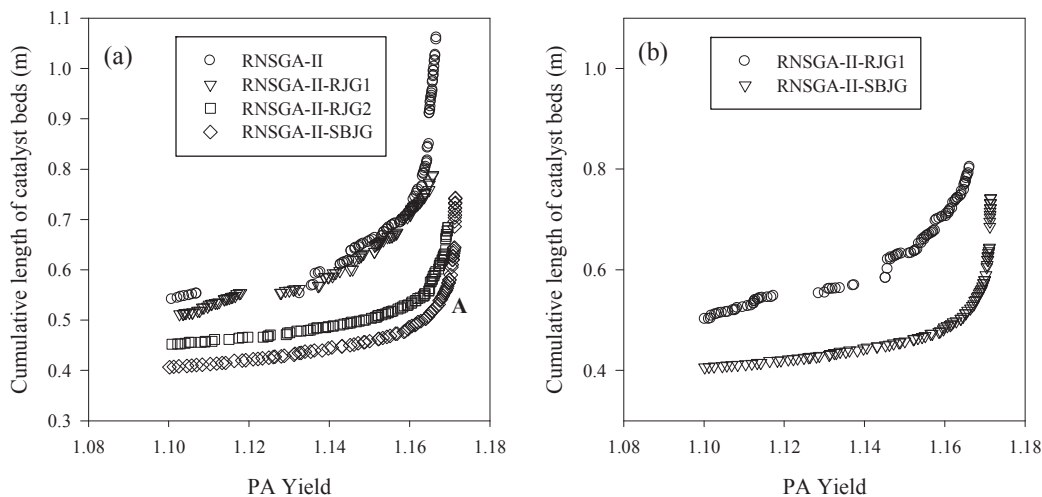 (a)
RNSGA-II
RNSGA-II-RJG1
RNSGA-II-RJG2
RNSGA-II-SBJG
A
Cumulative length of catalyst beds (m)
1.1
1.0
0.9
0.8
0.7
0.6
0.5
0.4
0.3
1.08 1.10 1.12 1.14 1.16 1.18
PA Yield
(b)
RNSGA-II-RJG1
RNSGA-II-SBJG
Cumulative length of catalyst beds (m)
1.0
0.8
0.6
0.4
1.08 1.10 1.12 1.14 1.16 1.18
PA Yield